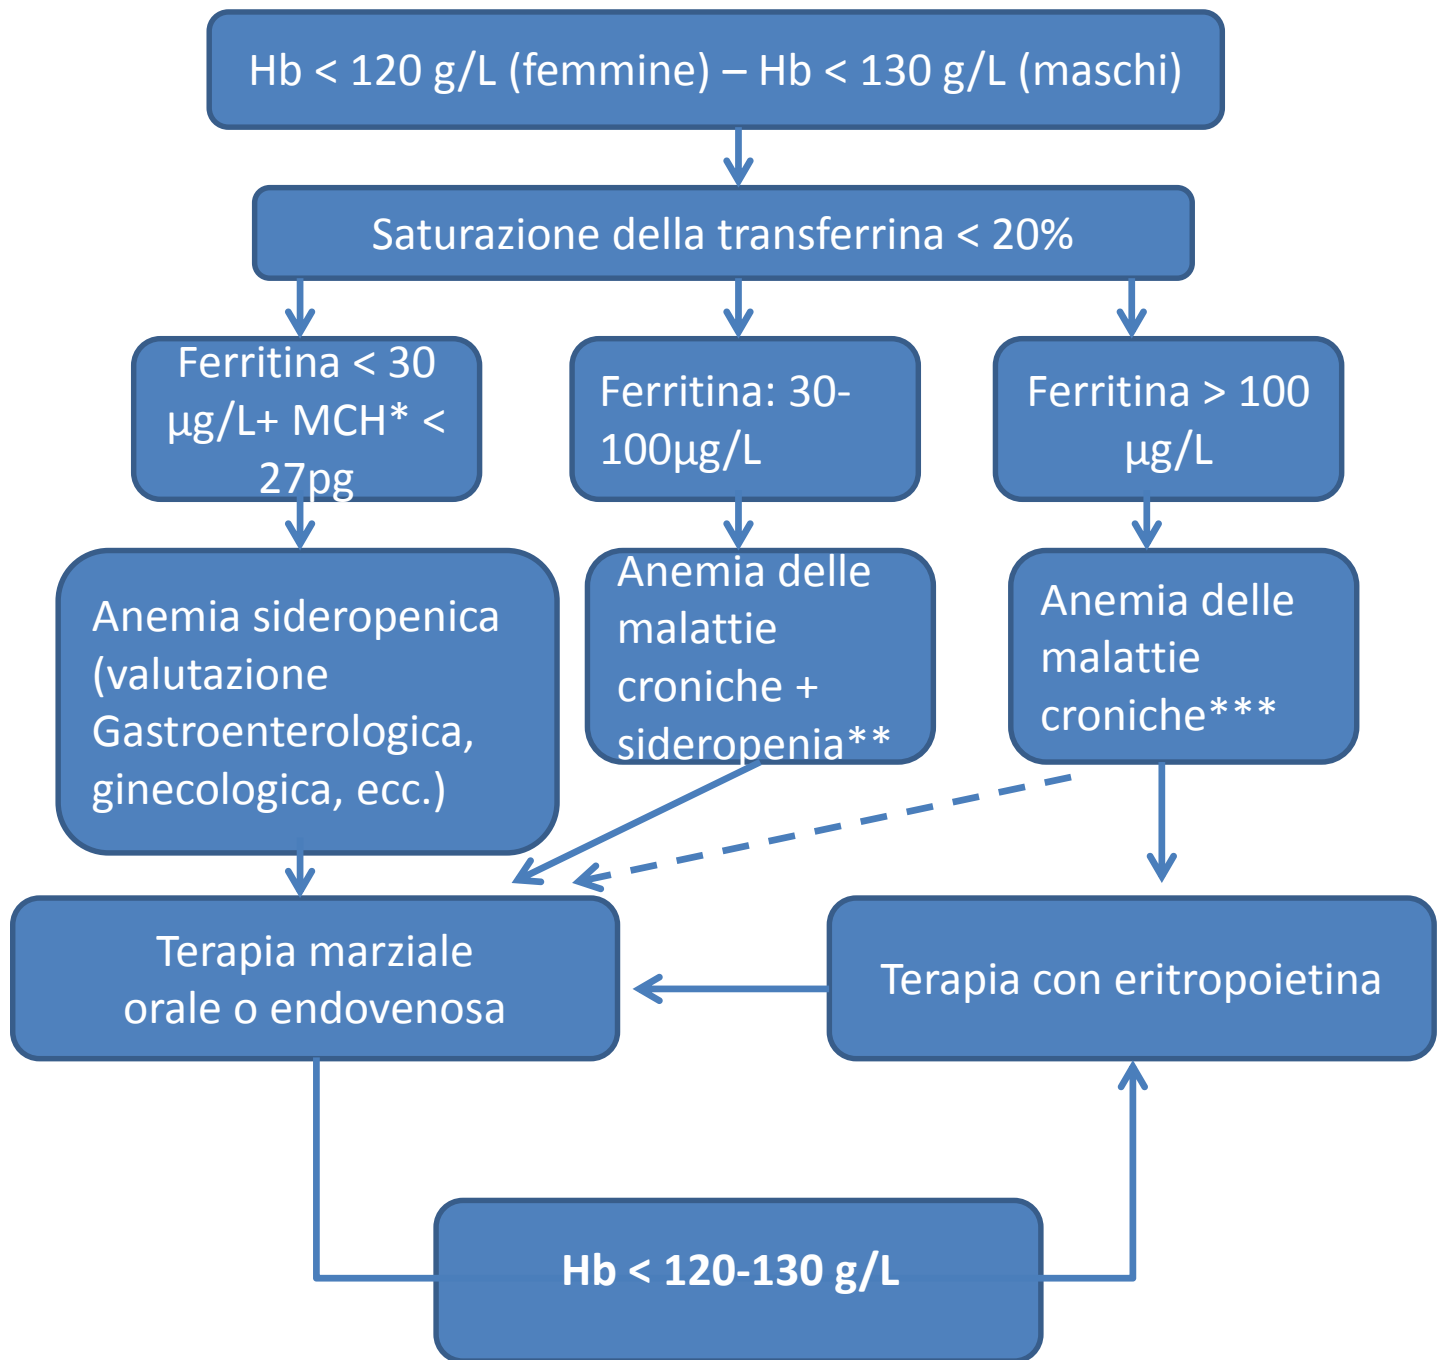 Hb < 120 g/L (femmine) – Hb < 130 g/L (maschi)
Saturazione della transferrina < 20%
Ferritina < 30
µg/L+ MCH* <
27pg
Ferritina: 30-
100µg/L
Ferritina > 100
µg/L
Anemia sideropenica
(valutazione
Gastroenterologica,
ginecologica, ecc.)
Anemia delle
malattie
croniche +
sideropenia**
Anemia delle
malattie
croniche***
Terapia marziale
orale o endovenosa
Terapia con eritropoietina
Hb < 120-130 g/L